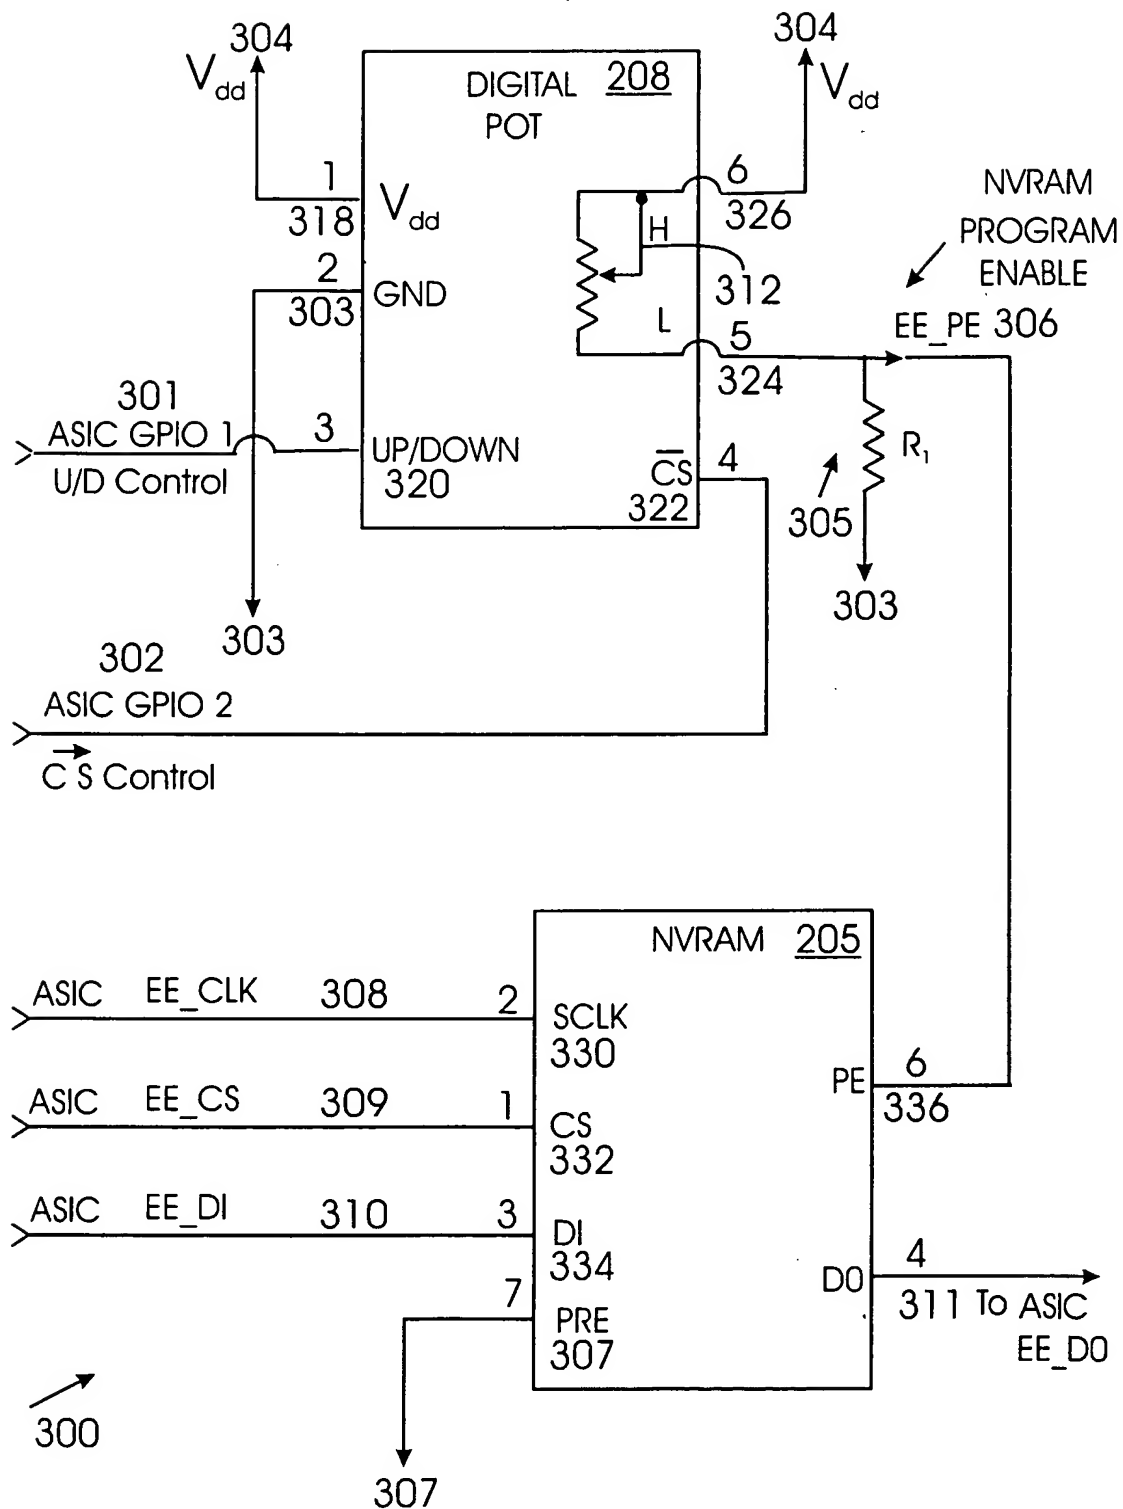 304
Vdd
304
Vdd
DIGITAL 208
POT
1
318
Vdd
6
326
H
312
NVRAM
PROGRAM
ENABLE
2
303
GND
L
5
324
EE_PE 306
301
ASIC GPIO 1
U/D Control
3
UP/DOWN
320
CS
322
4
R1
305
303
303
302
ASIC GPIO 2
C S Control
NVRAM 205
ASIC EE_CLK 308 2
SCLK
330
PE
6
336
ASIC EE_CS 309 1
CS
332
ASIC EE_DI 310 3
DI
334
D0
4
311 To ASIC
EE_D0
7
PRE
307
300
307